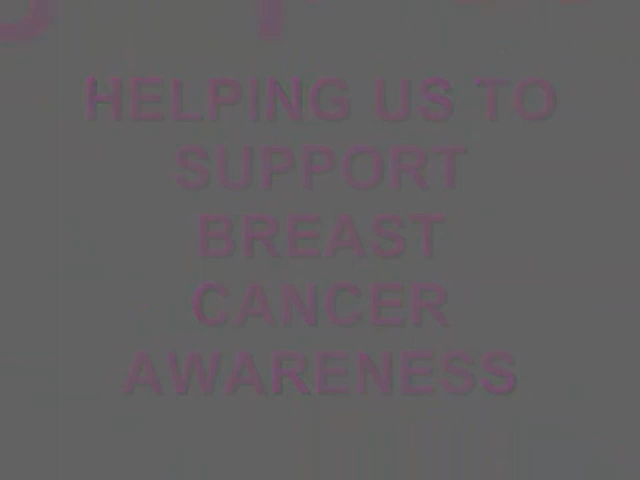 HELPING US TO
SUPPORT
BREAST
CANCER
AWARENESS